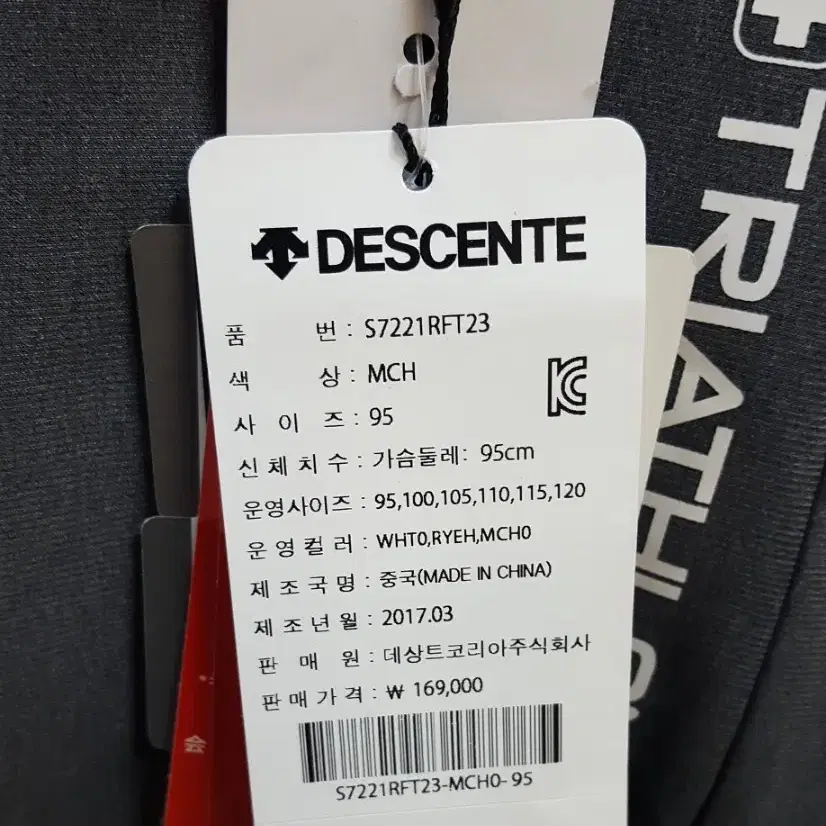 DESCENTE
품 번 : S7221RFT23
색 상 : MCH
사 이 즈 : 95
신 체 치 수 : 가슴둘레: 95cm
운영사이즈 : 95,100,105,110,115,120
운 영 컬 러 : WHT0,RYEH,MCH0
제 조 국 명 : 중국(MADE IN CHINA)
제 조 년 월 : 2017.03
판 매 원 : 데상트코리아주식회사
판 매 가 격 : ₩ 169,000
S7221RFT23-MCH0- 95
KC
TRIATHL